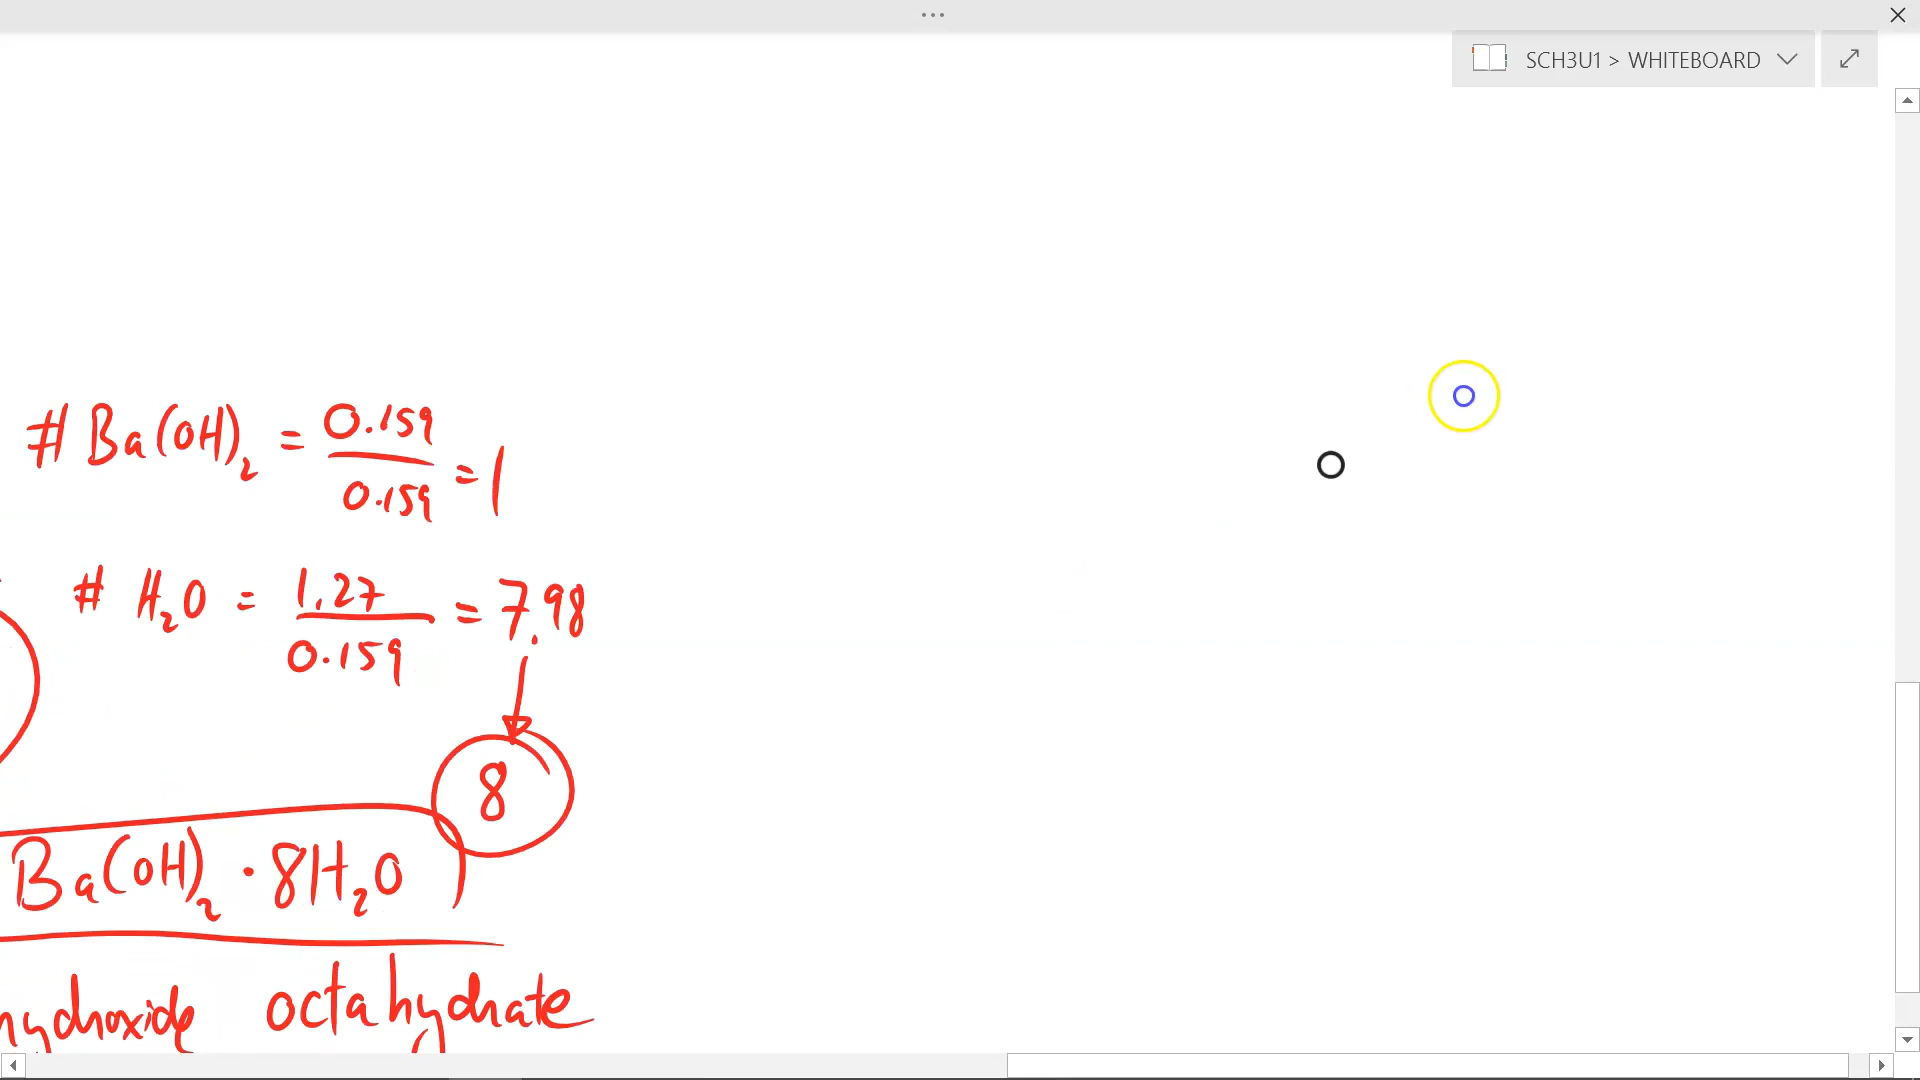 SCH3U1 > WHITEBOARD
# Ba(OH)₂ = 0.159 / 0.159 = 1
# H₂O = 1.27 / 0.159 = 7.98
8
Ba(OH)₂ · 8H₂O
hydroxide octahydrate